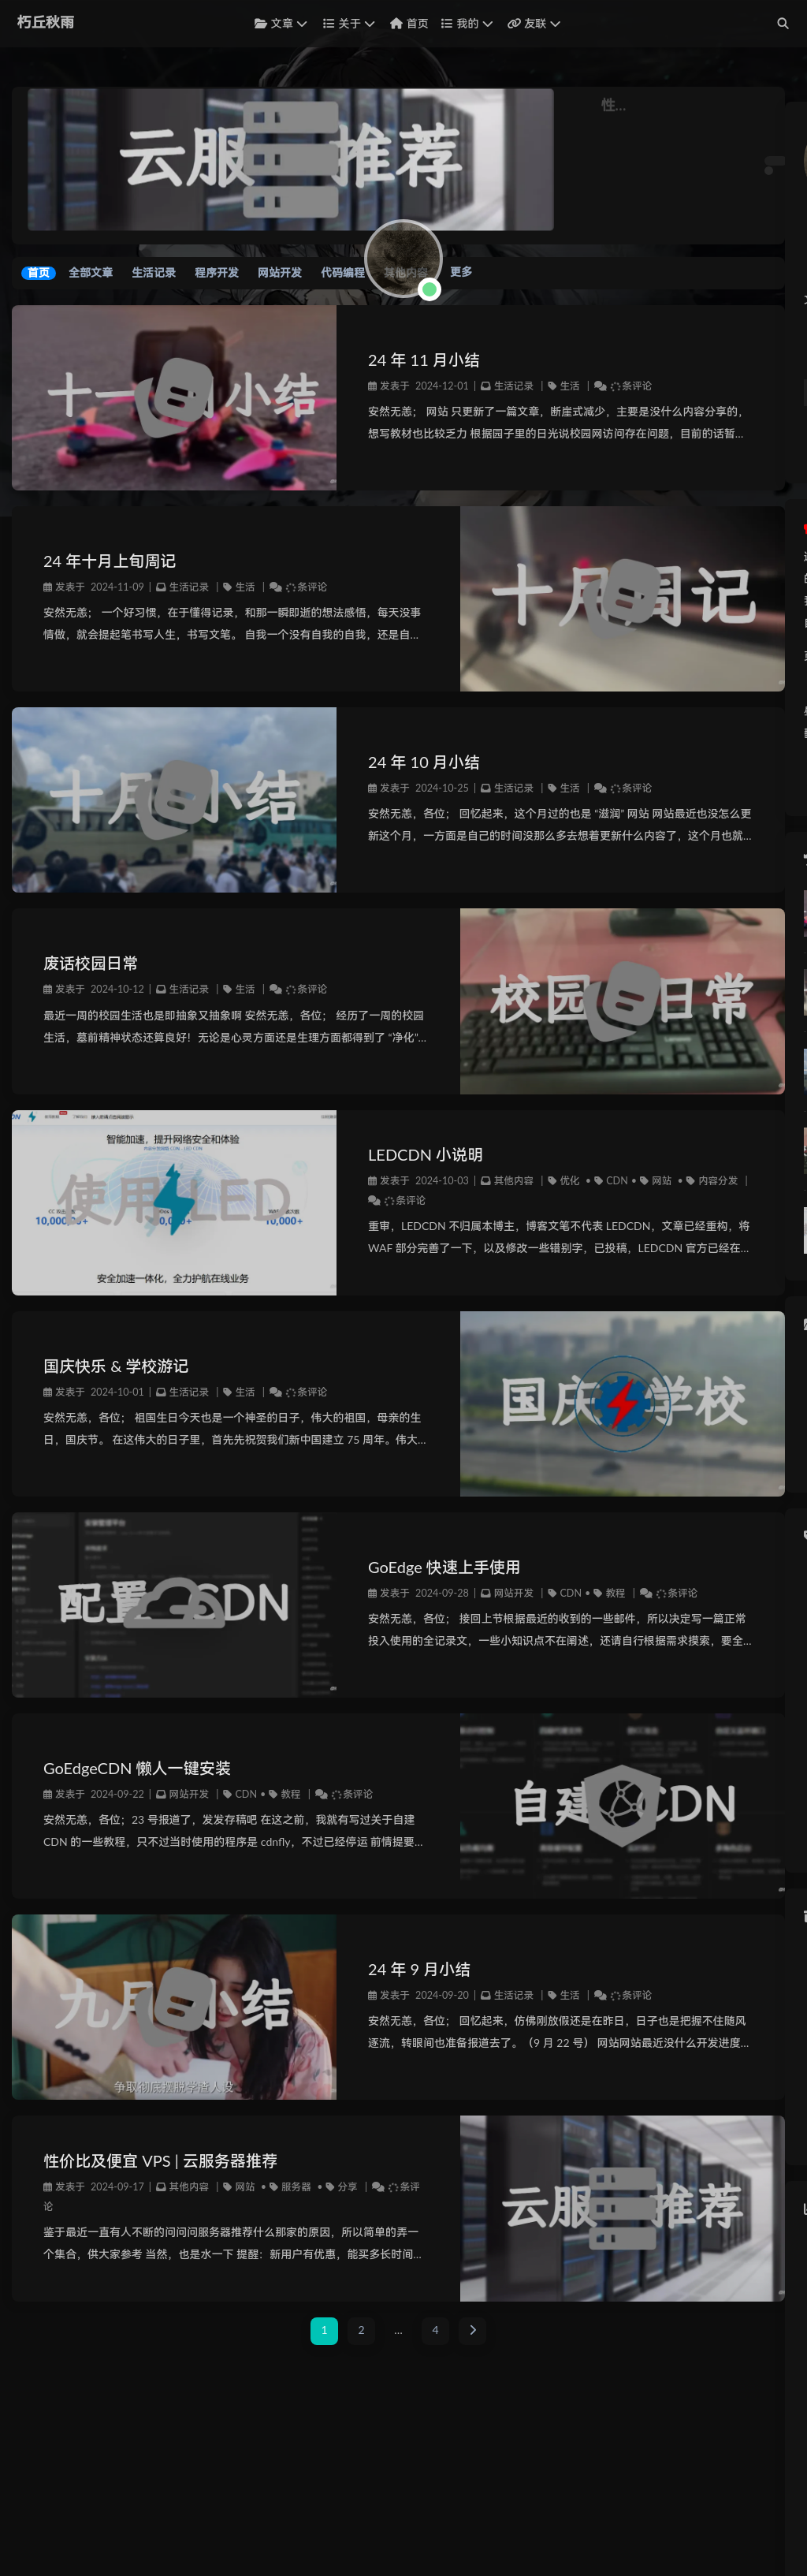 朽丘秋雨
文章 关于 首页 我的 友联
性...
云服 推荐
首页 全部文章 生活记录 程序开发 网站开发 代码编程 其他内容 更多
十一 小结
24 年 11 月小结
发表于 2024-12-01 | 生活记录 | 生活 | 条评论
安然无恙； 网站 只更新了一篇文章，断崖式减少，主要是没什么内容分享的，
想写教材也比较乏力 根据园子里的日光说校园网访问存在问题，目前的话暂...
24 年十月上旬周记
发表于 2024-11-09 | 生活记录 | 生活 | 条评论
安然无恙； 一个好习惯，在于懂得记录，和那一瞬即逝的想法感悟，每天没事
情做，就会提起笔书写人生，书写文笔。 自我一个没有自我的自我，还是自...
十月周记
十月 小结
24 年 10 月小结
发表于 2024-10-25 | 生活记录 | 生活 | 条评论
安然无恙，各位； 回忆起来，这个月过的也是 “滋润” 网站 网站最近也没怎么更
新这个月，一方面是自己的时间没那么多去想着更新什么内容了，这个月也就...
废话校园日常
发表于 2024-10-12 | 生活记录 | 生活 | 条评论
最近一周的校园生活也是即抽象又抽象啊 安然无恙，各位； 经历了一周的校园
生活，墓前精神状态还算良好！无论是心灵方面还是生理方面都得到了 “净化”...
校园 日常
智能加速，提升网络安全和体验
使用 LED
10,000+
安全加速一体化，全力护航在线业务
LEDCDN 小说明
发表于 2024-10-03 | 其他内容 | 优化 • CDN • 网站 • 内容分发 |
条评论
重审，LEDCDN 不归属本博主，博客文笔不代表 LEDCDN，文章已经重构，将
WAF 部分完善了一下，以及修改一些错别字，已投稿，LEDCDN 官方已经在...
国庆快乐 & 学校游记
发表于 2024-10-01 | 生活记录 | 生活 | 条评论
安然无恙，各位； 祖国生日今天也是一个神圣的日子，伟大的祖国，母亲的生
日，国庆节。 在这伟大的日子里，首先先祝贺我们新中国建立 75 周年。伟大...
国庆 学校
配置 CDN
GoEdge 快速上手使用
发表于 2024-09-28 | 网站开发 | CDN • 教程 | 条评论
安然无恙，各位； 接回上节根据最近的收到的一些邮件，所以决定写一篇正常
投入使用的全记录文，一些小知识点不在阐述，还请自行根据需求摸索，要全...
GoEdgeCDN 懒人一键安装
发表于 2024-09-22 | 网站开发 | CDN • 教程 | 条评论
安然无恙，各位；23 号报道了，发发存稿吧 在这之前，我就有写过关于自建
CDN 的一些教程，只不过当时使用的程序是 cdnfly，不过已经停运 前情提要...
自建 CDN
九月 小结
争取彻底摆脱学渣人设
24 年 9 月小结
发表于 2024-09-20 | 生活记录 | 生活 | 条评论
安然无恙，各位； 回忆起来，仿佛刚放假还是在昨日，日子也是把握不住随风
逐流，转眼间也准备报道去了。（9 月 22 号） 网站网站最近没什么开发进度...
性价比及便宜 VPS | 云服务器推荐
发表于 2024-09-17 | 其他内容 | 网站 • 服务器 • 分享 | 条评
论
鉴于最近一直有人不断的问问问服务器推荐什么那家的原因，所以简单的弄一
个集合，供大家参考 当然，也是水一下 提醒：新用户有优惠，能买多长时间...
云服 推荐
1 2 ... 4